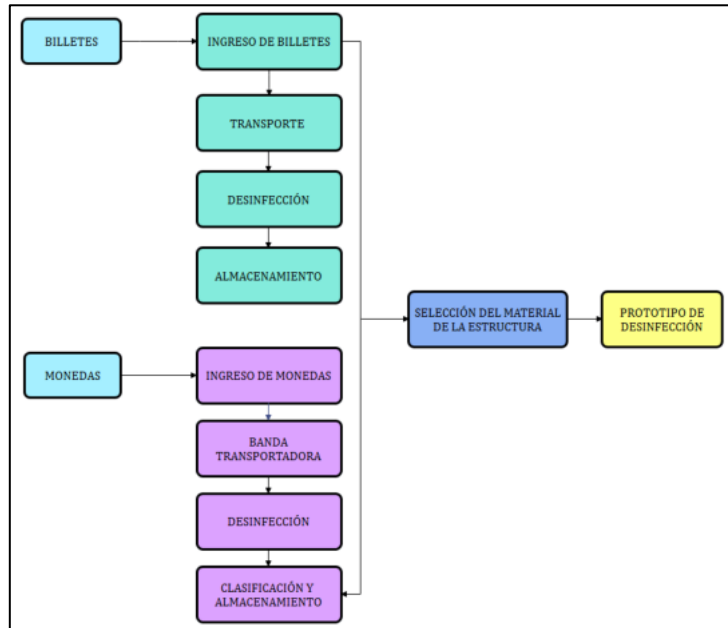 BILLETES
INGRESO DE BILLETES
TRANSPORTE
DESINFECCIÓN
ALMACENAMIENTO
SELECCIÓN DEL MATERIAL
DE LA ESTRUCTURA
PROTOTIPO DE
DESINFECCIÓN
MONEDAS
INGRESO DE MONEDAS
BANDA
TRANSPORTADORA
DESINFECCIÓN
CLASIFICACIÓN Y
ALMACENAMIENTO